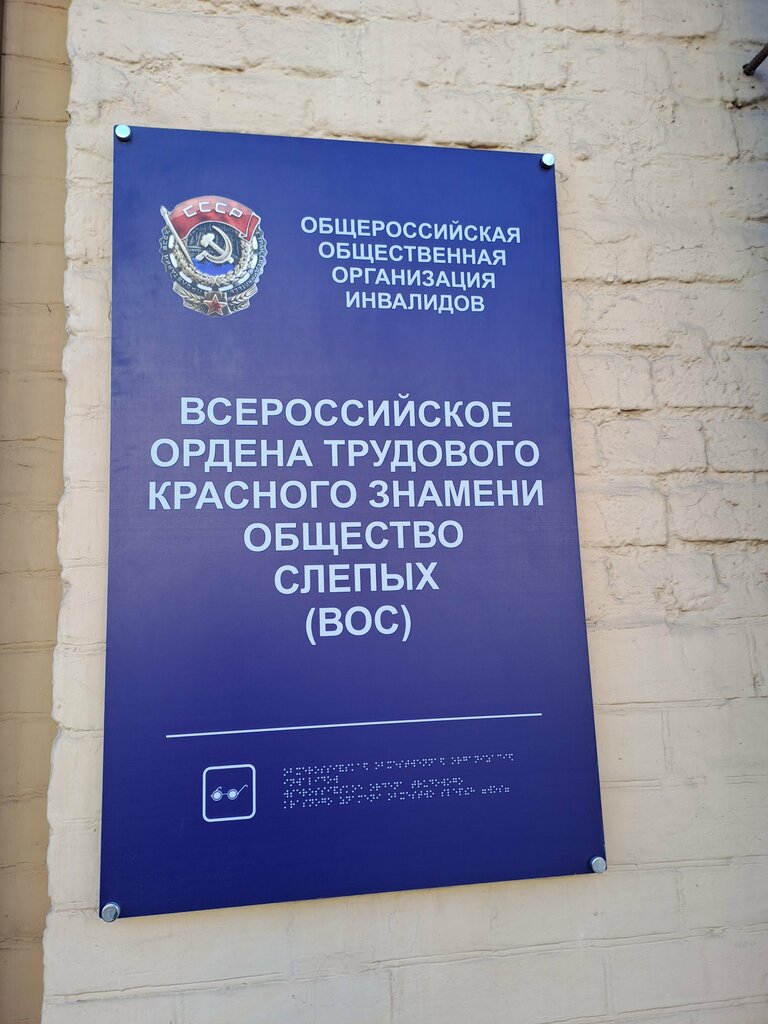 СССР
ОБЩЕРОССИЙСКАЯ
ОБЩЕСТВЕННАЯ
ОРГАНИЗАЦИЯ
ИНВАЛИДОВ
ВСЕРОССИЙСКОЕ
ОРДЕНА ТРУДОВОГО
КРАСНОГО ЗНАМЕНИ
ОБЩЕСТВО
СЛЕПЫХ
(ВОС)